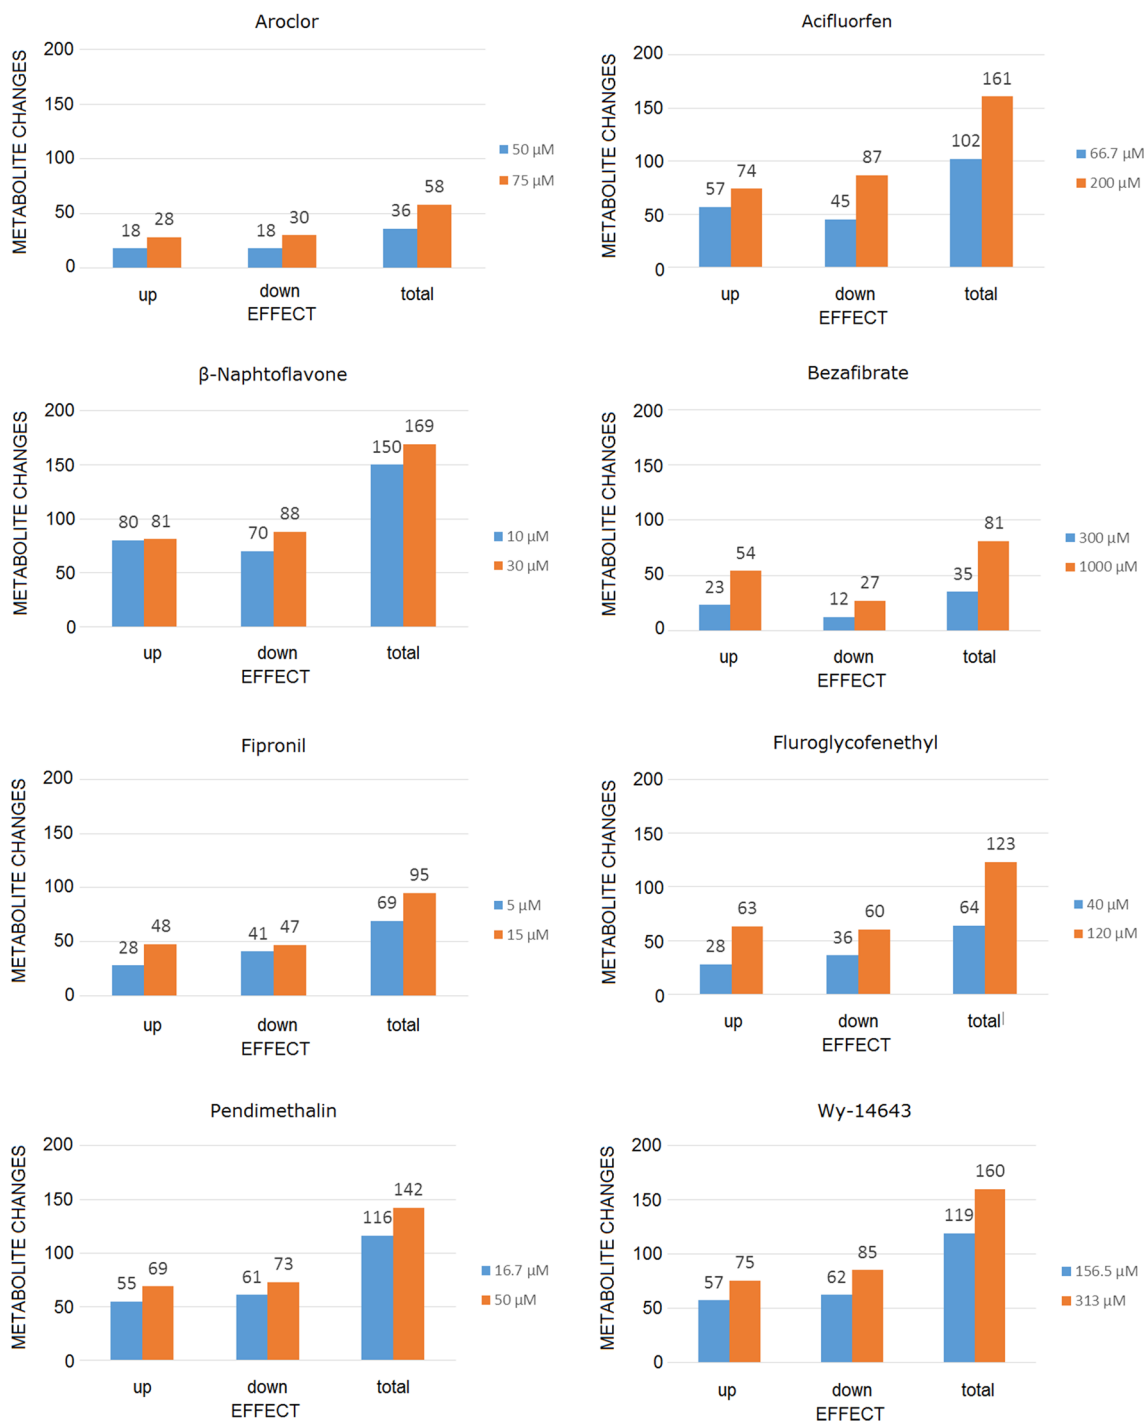 Aroclor
METABOLITE CHANGES
200
150
100
50
0
18
28
18
30
36
58
up
down
total
EFFECT
50 µM
75 µM
Acifluorfen
METABOLITE CHANGES
200
150
100
50
0
57
74
45
87
102
161
up
down
total
EFFECT
66.7 µM
200 µM
β-Naphtoflavone
METABOLITE CHANGES
200
150
100
50
0
80
81
70
88
150
169
up
down
total
EFFECT
10 µM
30 µM
Bezafibrate
METABOLITE CHANGES
200
150
100
50
0
23
54
12
27
35
81
up
down
total
EFFECT
300 µM
1000 µM
Fipronil
METABOLITE CHANGES
200
150
100
50
0
28
48
41
47
69
95
up
down
total
EFFECT
5 µM
15 µM
Fluroglycofenethyl
METABOLITE CHANGES
200
150
100
50
0
28
63
36
60
64
123
up
down
total
EFFECT
40 µM
120 µM
Pendimethalin
METABOLITE CHANGES
200
150
100
50
0
55
69
61
73
116
142
up
down
total
EFFECT
16.7 µM
50 µM
Wy-14643
METABOLITE CHANGES
200
150
100
50
0
57
75
62
85
119
160
up
down
total
EFFECT
156.5 µM
313 µM